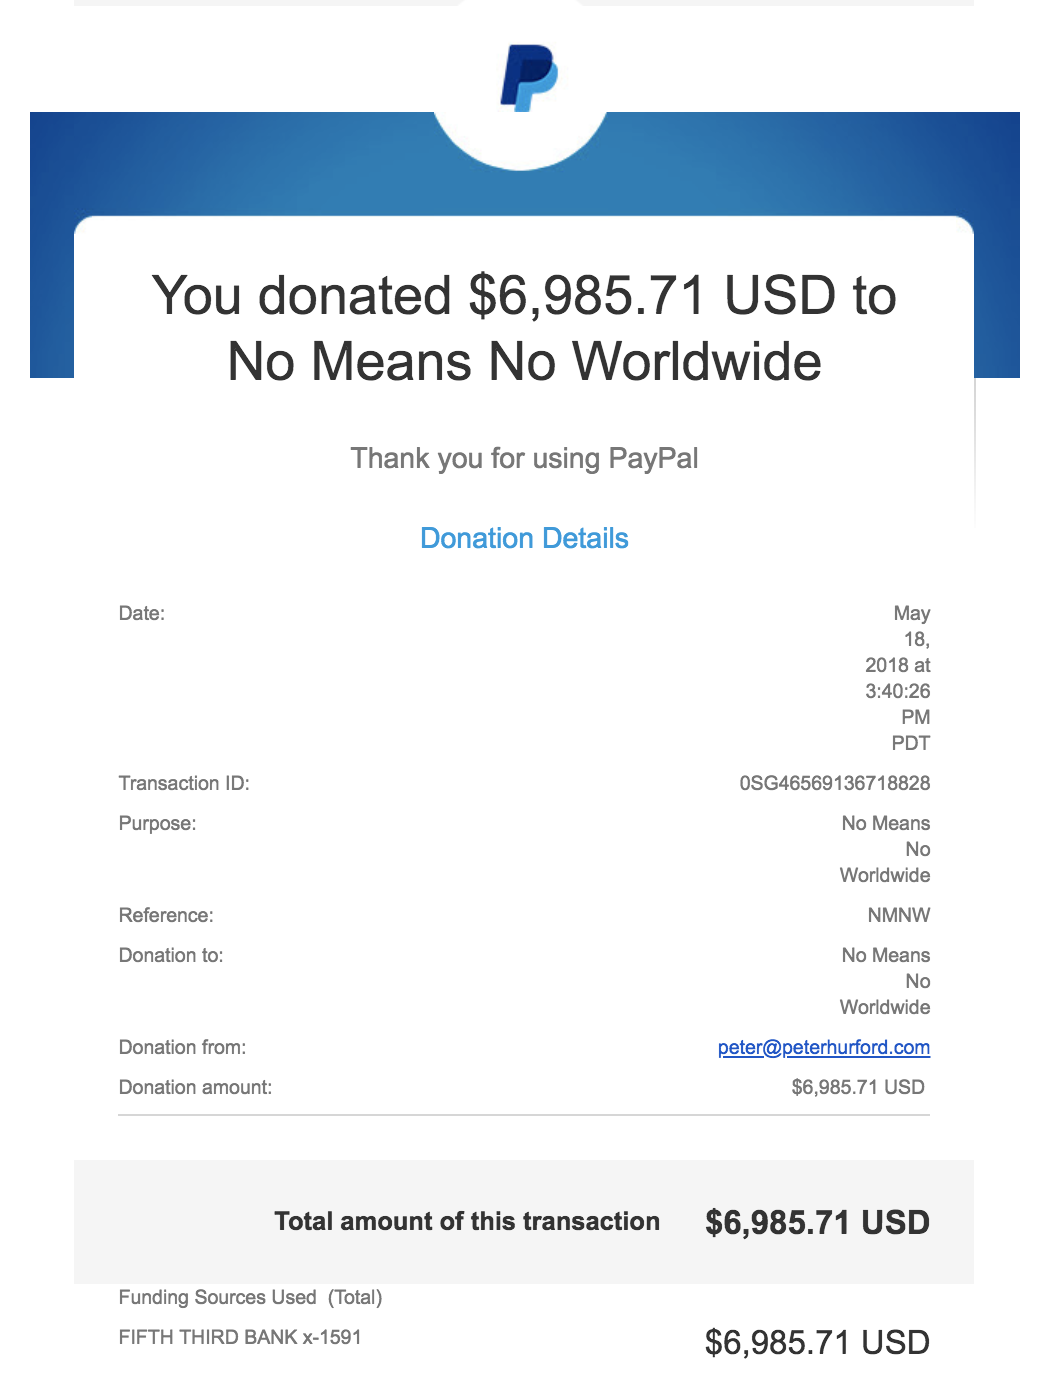 You donated $6,985.71 USD to
No Means No Worldwide
Thank you for using PayPal
Donation Details
Date: May
18,
2018 at
3:40:26
PM
PDT
Transaction ID: 0SG46569136718828
Purpose: No Means
No
Worldwide
Reference: NMNW
Donation to: No Means
No
Worldwide
Donation from: peter@peterhurford.com
Donation amount: $6,985.71 USD
Total amount of this transaction $6,985.71 USD
Funding Sources Used (Total)
FIFTH THIRD BANK x-1591 $6,985.71 USD